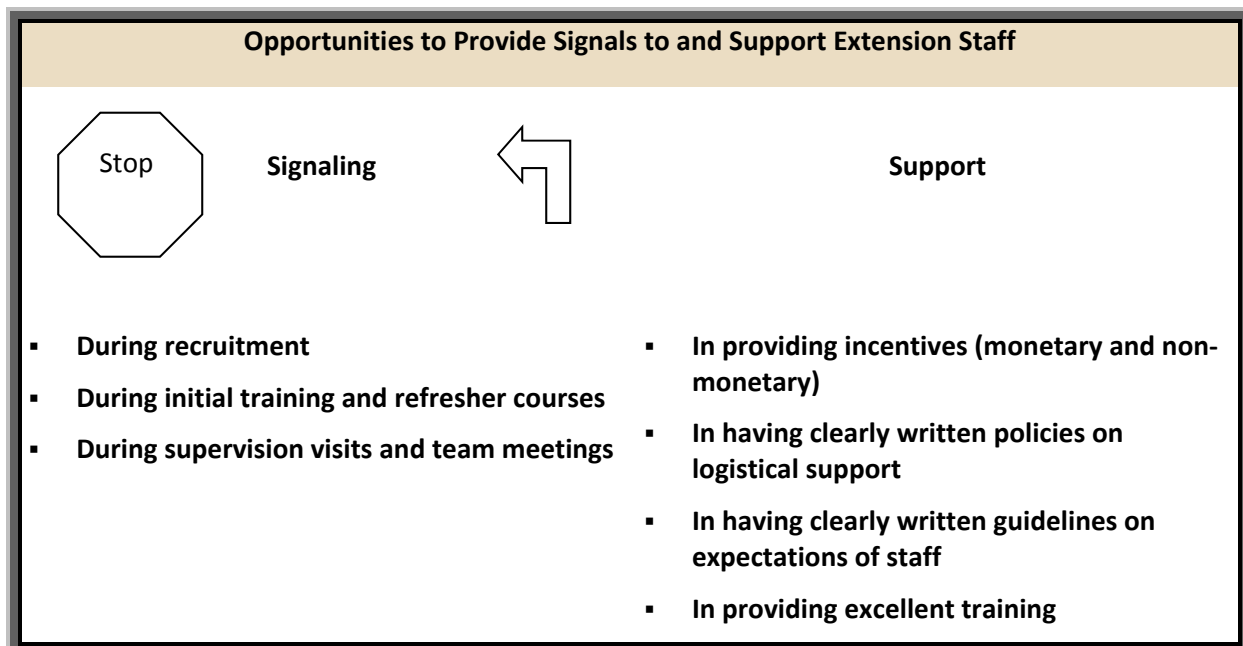 Opportunities to Provide Signals to and Support Extension Staff
Stop
Signaling
Support
▪ During recruitment
▪ During initial training and refresher courses
▪ During supervision visits and team meetings
▪ In providing incentives (monetary and non-
monetary)
▪ In having clearly written policies on
logistical support
▪ In having clearly written guidelines on
expectations of staff
▪ In providing excellent training